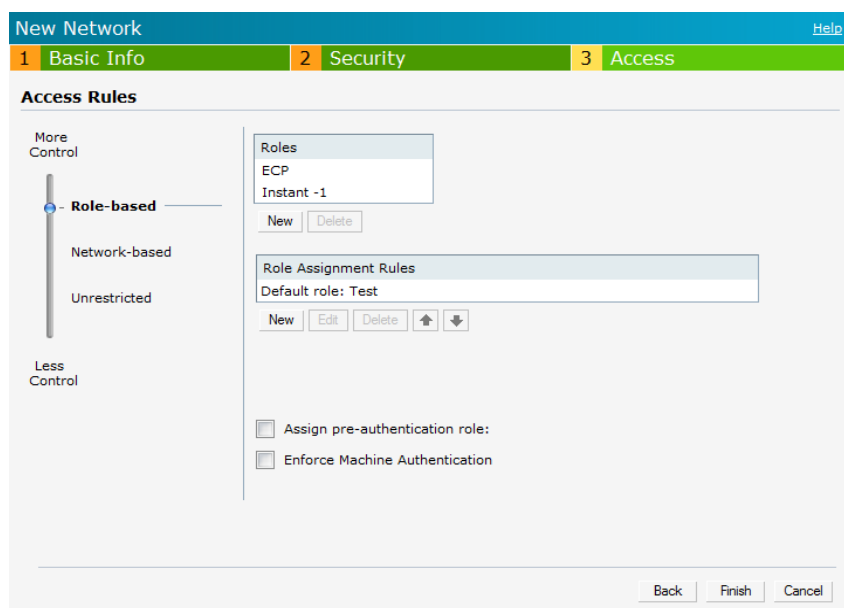 New Network
Help
1 Basic Info
2 Security
3 Access
Access Rules
More
Control
Role-based
Network-based
Unrestricted
Less
Control
Roles
ECP
Instant -1
New Delete
Role Assignment Rules
Default role: Test
New Edit Delete
Assign pre-authentication role:
Enforce Machine Authentication
Back Finish Cancel